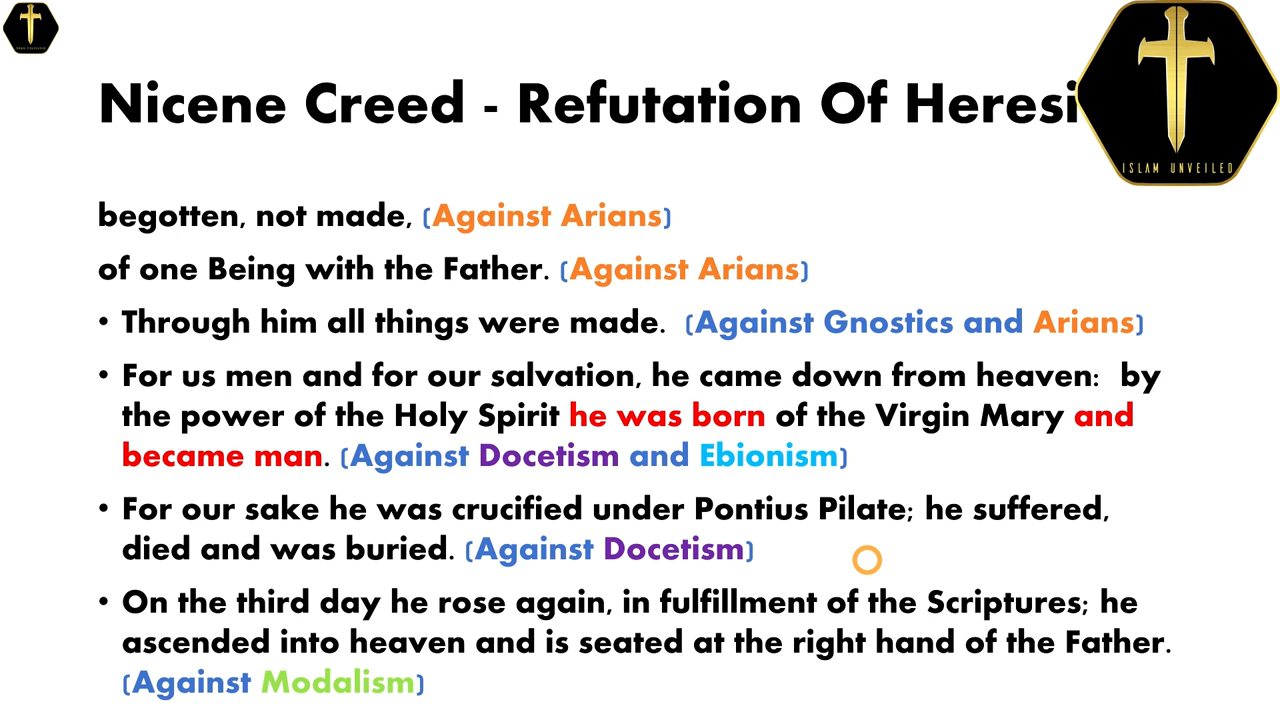 Nicene Creed - Refutation Of Heresi
ISLAM UNVEILED
begotten, not made, (Against Arians)
of one Being with the Father. (Against Arians)
• Through him all things were made. (Against Gnostics and Arians)
• For us men and for our salvation, he came down from heaven: by
the power of the Holy Spirit he was born of the Virgin Mary and
became man. (Against Docetism and Ebionism)
• For our sake he was crucified under Pontius Pilate; he suffered,
died and was buried. (Against Docetism)
• On the third day he rose again, in fulfillment of the Scriptures; he
ascended into heaven and is seated at the right hand of the Father.
(Against Modalism)